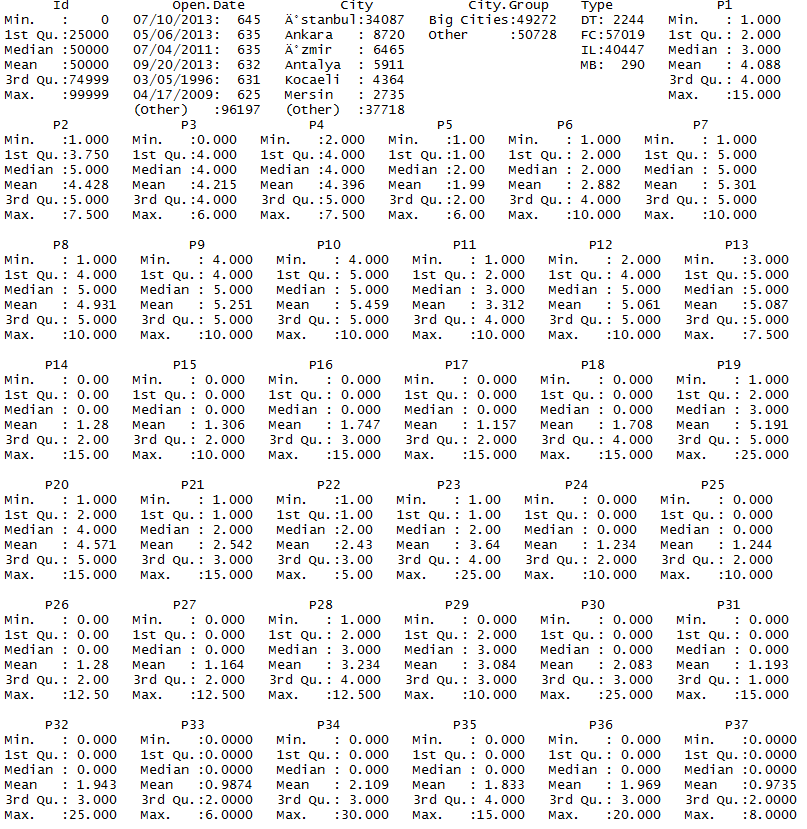 Id Open.Date City City.Group Type P1
Min. : 0 07/10/2013: 645 Ä°stanbul:34087 Big Cities:49272 DT: 2244 Min. : 1.000
1st Qu.:25000 05/06/2013: 635 Ankara : 8720 Other :50728 FC:57019 1st Qu.: 2.000
Median :50000 07/04/2011: 635 Ä°zmir : 6465 IL:40447 Median : 3.000
Mean :50000 09/20/2013: 632 Antalya : 5911 MB: 290 Mean : 4.088
3rd Qu.:74999 03/05/1996: 631 Kocaeli : 4364 3rd Qu.: 4.000
Max. :99999 04/17/2009: 625 Mersin : 2735 Max. :15.000
(Other) :96197 (Other) :37718
P2 P3 P4 P5 P6 P7
Min. :1.000 Min. :0.000 Min. :2.000 Min. :1.00 Min. : 1.000 Min. : 1.000
1st Qu.:3.750 1st Qu.:4.000 1st Qu.:4.000 1st Qu.:1.00 1st Qu.: 2.000 1st Qu.: 5.000
Median :5.000 Median :4.000 Median :4.000 Median :2.00 Median : 2.000 Median : 5.000
Mean :4.428 Mean :4.215 Mean :4.396 Mean :1.99 Mean : 2.882 Mean : 5.301
3rd Qu.:5.000 3rd Qu.:4.000 3rd Qu.:5.000 3rd Qu.:2.00 3rd Qu.: 4.000 3rd Qu.: 5.000
Max. :7.500 Max. :6.000 Max. :7.500 Max. :6.00 Max. :10.000 Max. :10.000
P8 P9 P10 P11 P12 P13
Min. : 1.000 Min. : 4.000 Min. : 4.000 Min. : 1.000 Min. : 2.000 Min. :3.000
1st Qu.: 4.000 1st Qu.: 4.000 1st Qu.: 5.000 1st Qu.: 2.000 1st Qu.: 4.000 1st Qu.:5.000
Median : 5.000 Median : 5.000 Median : 5.000 Median : 3.000 Median : 5.000 Median :5.000
Mean : 4.931 Mean : 5.251 Mean : 5.459 Mean : 3.312 Mean : 5.061 Mean :5.087
3rd Qu.: 5.000 3rd Qu.: 5.000 3rd Qu.: 5.000 3rd Qu.: 4.000 3rd Qu.: 5.000 3rd Qu.:5.000
Max. :10.000 Max. :10.000 Max. :10.000 Max. :10.000 Max. :10.000 Max. :7.500
P14 P15 P16 P17 P18 P19
Min. : 0.00 Min. : 0.000 Min. : 0.000 Min. : 0.000 Min. : 0.000 Min. : 1.000
1st Qu.: 0.00 1st Qu.: 0.000 1st Qu.: 0.000 1st Qu.: 0.000 1st Qu.: 0.000 1st Qu.: 2.000
Median : 0.00 Median : 0.000 Median : 0.000 Median : 0.000 Median : 0.000 Median : 3.000
Mean : 1.28 Mean : 1.306 Mean : 1.747 Mean : 1.157 Mean : 1.708 Mean : 5.191
3rd Qu.: 2.00 3rd Qu.: 2.000 3rd Qu.: 3.000 3rd Qu.: 2.000 3rd Qu.: 4.000 3rd Qu.: 5.000
Max. :15.00 Max. :10.000 Max. :15.000 Max. :15.000 Max. :15.000 Max. :25.000
P20 P21 P22 P23 P24 P25
Min. : 1.000 Min. : 1.000 Min. :1.00 Min. : 1.00 Min. : 0.000 Min. : 0.000
1st Qu.: 2.000 1st Qu.: 1.000 1st Qu.:1.00 1st Qu.: 1.00 1st Qu.: 0.000 1st Qu.: 0.000
Median : 4.000 Median : 2.000 Median :2.00 Median : 2.00 Median : 0.000 Median : 0.000
Mean : 4.571 Mean : 2.542 Mean :2.43 Mean : 3.64 Mean : 1.234 Mean : 1.244
3rd Qu.: 5.000 3rd Qu.: 3.000 3rd Qu.:3.00 3rd Qu.: 4.00 3rd Qu.: 2.000 3rd Qu.: 2.000
Max. :15.000 Max. :15.000 Max. :5.00 Max. :25.00 Max. :10.000 Max. :10.000
P26 P27 P28 P29 P30 P31
Min. : 0.00 Min. : 0.000 Min. : 1.000 Min. : 0.000 Min. : 0.000 Min. : 0.000
1st Qu.: 0.00 1st Qu.: 0.000 1st Qu.: 2.000 1st Qu.: 2.000 1st Qu.: 0.000 1st Qu.: 0.000
Median : 0.00 Median : 0.000 Median : 3.000 Median : 3.000 Median : 0.000 Median : 0.000
Mean : 1.28 Mean : 1.164 Mean : 3.234 Mean : 3.084 Mean : 2.083 Mean : 1.193
3rd Qu.: 2.00 3rd Qu.: 2.000 3rd Qu.: 4.000 3rd Qu.: 3.000 3rd Qu.: 3.000 3rd Qu.: 1.000
Max. :12.50 Max. :12.500 Max. :12.500 Max. :10.000 Max. :25.000 Max. :15.000
P32 P33 P34 P35 P36 P37
Min. : 0.000 Min. :0.0000 Min. : 0.000 Min. : 0.000 Min. : 0.000 Min. :0.0000
1st Qu.: 0.000 1st Qu.:0.0000 1st Qu.: 0.000 1st Qu.: 0.000 1st Qu.: 0.000 1st Qu.:0.0000
Median : 0.000 Median :0.0000 Median : 0.000 Median : 0.000 Median : 0.000 Median :0.0000
Mean : 1.943 Mean :0.9874 Mean : 2.109 Mean : 1.833 Mean : 1.969 Mean :0.9735
3rd Qu.: 3.000 3rd Qu.:2.0000 3rd Qu.: 3.000 3rd Qu.: 4.000 3rd Qu.: 3.000 3rd Qu.:2.0000
Max. :25.000 Max. :6.0000 Max. :30.000 Max. :15.000 Max. :20.000 Max. :8.0000